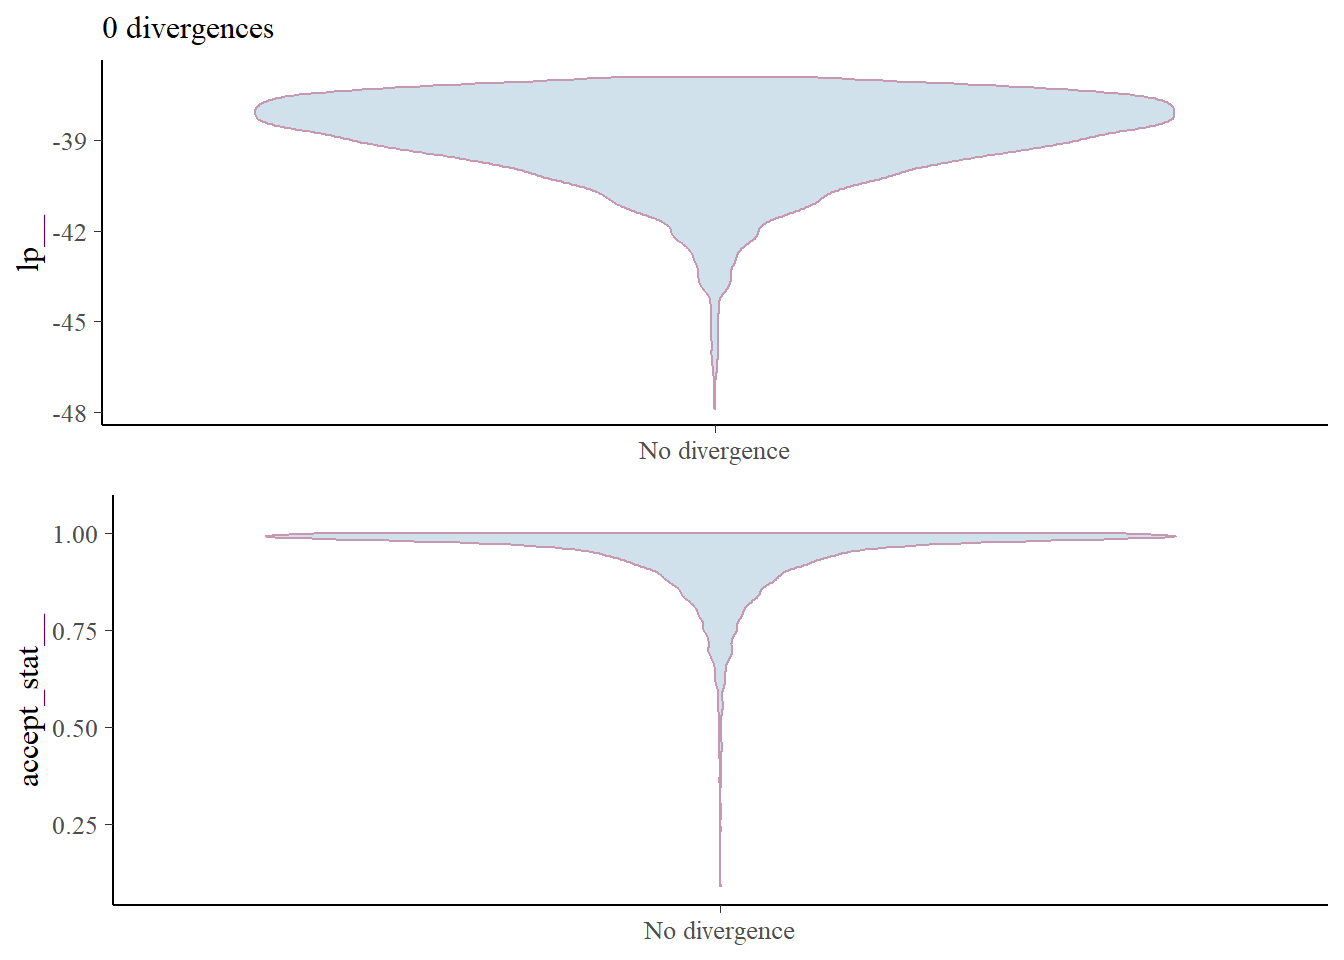 0 divergences
lp__
-39
-42
-45
-48
No divergence
accept_stat__
1.00
0.75
0.50
0.25
No divergence